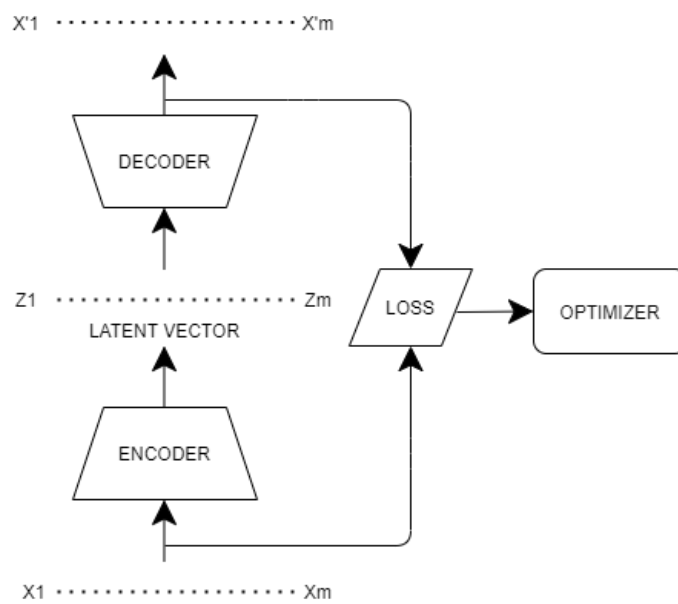 X'1 X'm
DECODER
Z1 Zm
LATENT VECTOR
LOSS
OPTIMIZER
ENCODER
X1 Xm